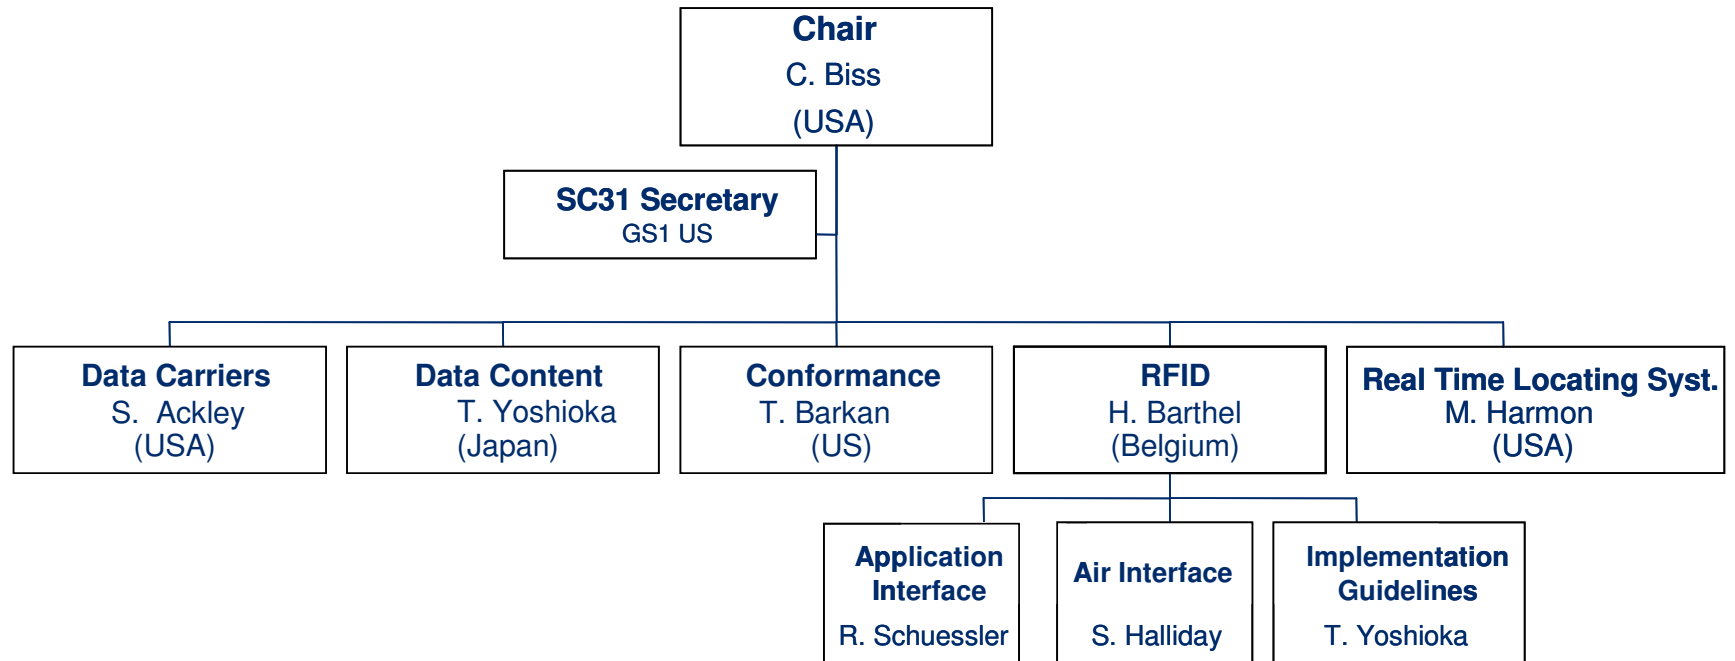 Chair
C. Biss
(USA)
SC31 Secretary
GS1 US
Data Carriers
S. Ackley
(USA)
Data Content
T. Yoshioka
(Japan)
Conformance
T. Barkan
(US)
RFID
H. Barthel
(Belgium)
Real Time Locating Syst.
M. Harmon
(USA)
Application
Interface
R. Schuessler
Air Interface
S. Halliday
Implementation
Guidelines
T. Yoshioka